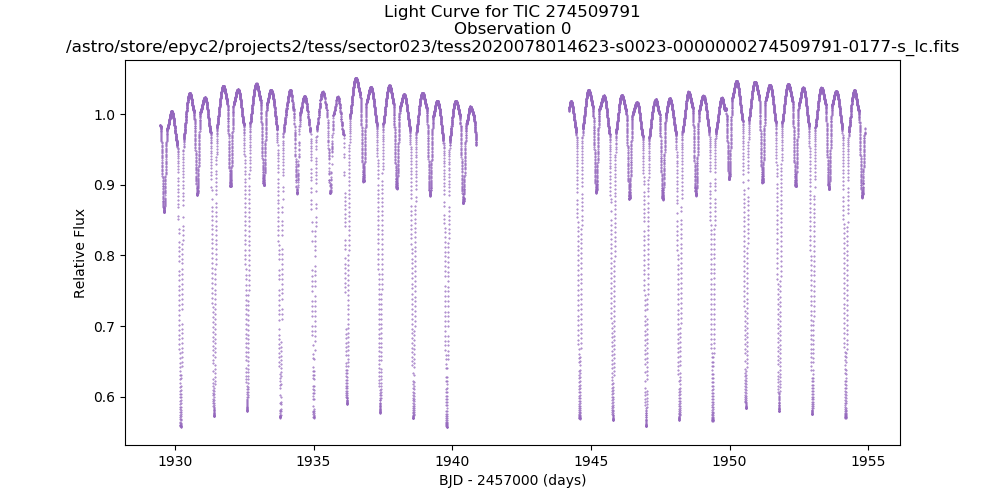 Light Curve for TIC 274509791
Observation 0
/astro/store/epyc2/projects2/tess/sector023/tess2020078014623-s0023-0000000274509791-0177-s_lc.fits
1.0
0.9
0.8
0.7
0.6
Relative Flux
1930
1935
1940
1945
1950
1955
BJD - 2457000 (days)